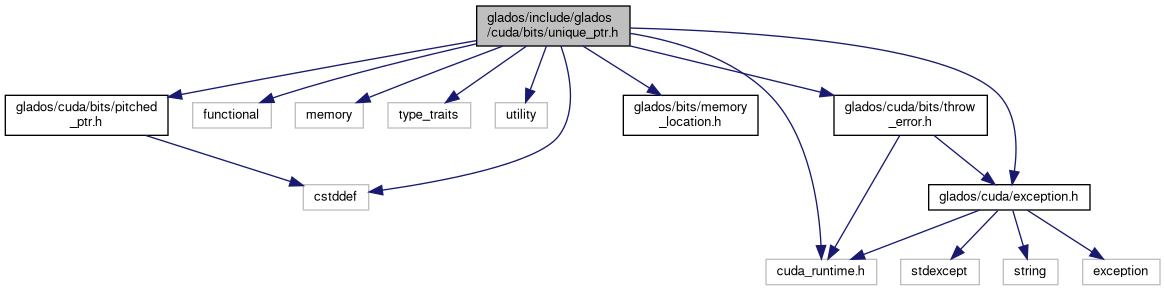 glados/include/glados
/cuda/bits/unique_ptr.h
glados/cuda/bits/pitched
_ptr.h
functional
memory
type_traits
utility
glados/bits/memory
_location.h
glados/cuda/bits/throw
_error.h
cstddef
glados/cuda/exception.h
cuda_runtime.h
stdexcept
string
exception